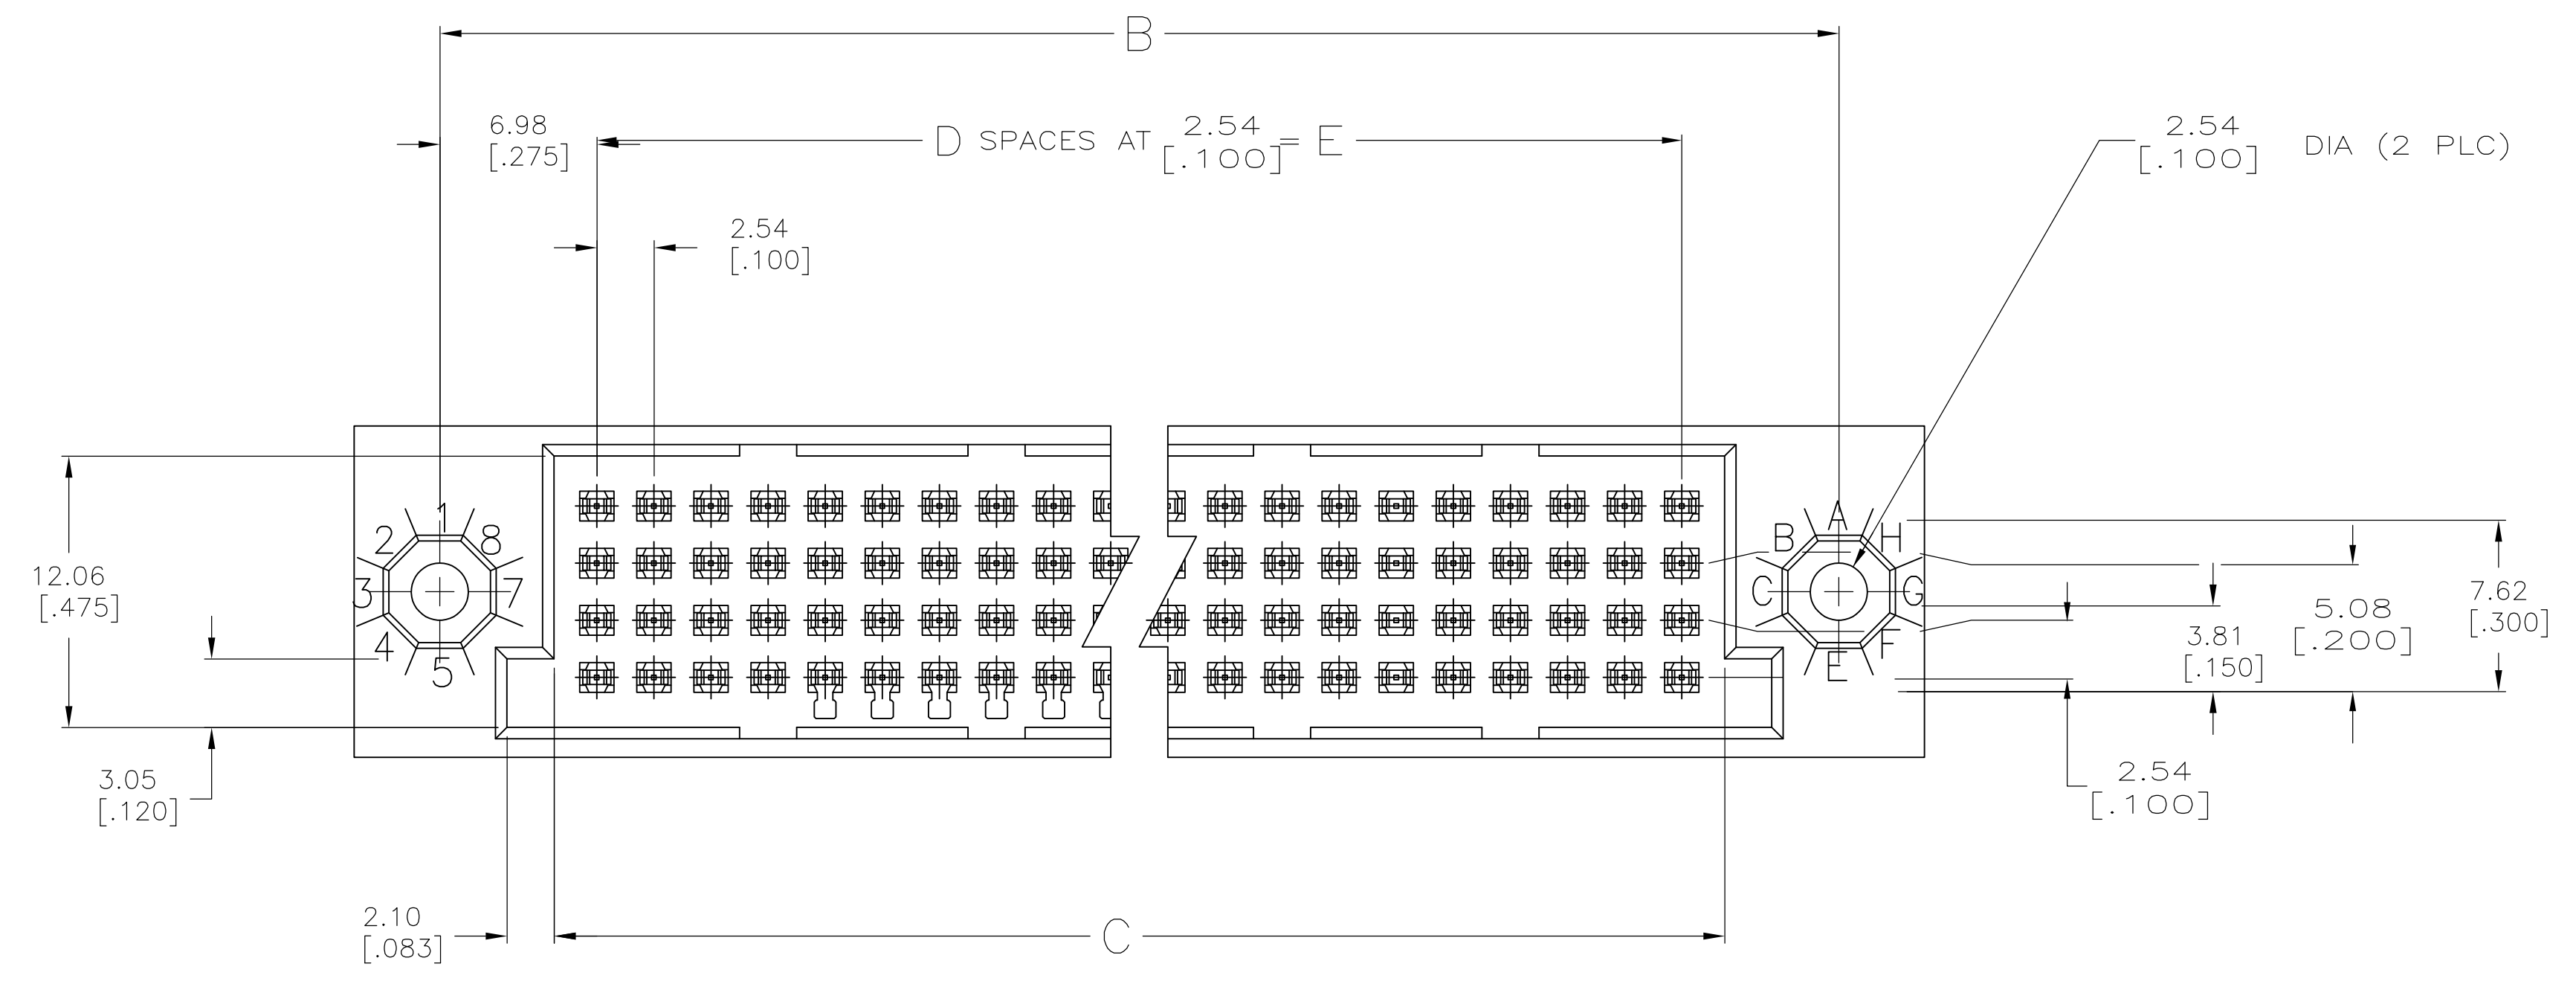 B
6.98
[.275]
D SPACES AT 2.54 = E
[.100]
2.54 DIA (2 PLC)
[.100]
2.54
[.100]
1
2
8
3
7
4
5
A
B
H
C
G
F
E
12.06
[.475]
7.62
[.300]
5.08
[.200]
3.81
[.150]
3.05
[.120]
2.54
[.100]
2.10
[.083]
C